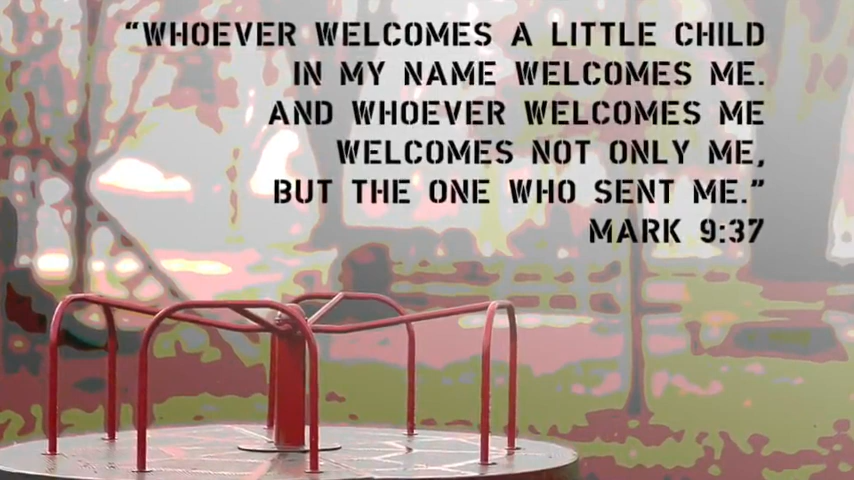 “WHOEVER WELCOMES A LITTLE CHILD
IN MY NAME WELCOMES ME.
AND WHOEVER WELCOMES ME
WELCOMES NOT ONLY ME,
BUT THE ONE WHO SENT ME.”
MARK 9:37